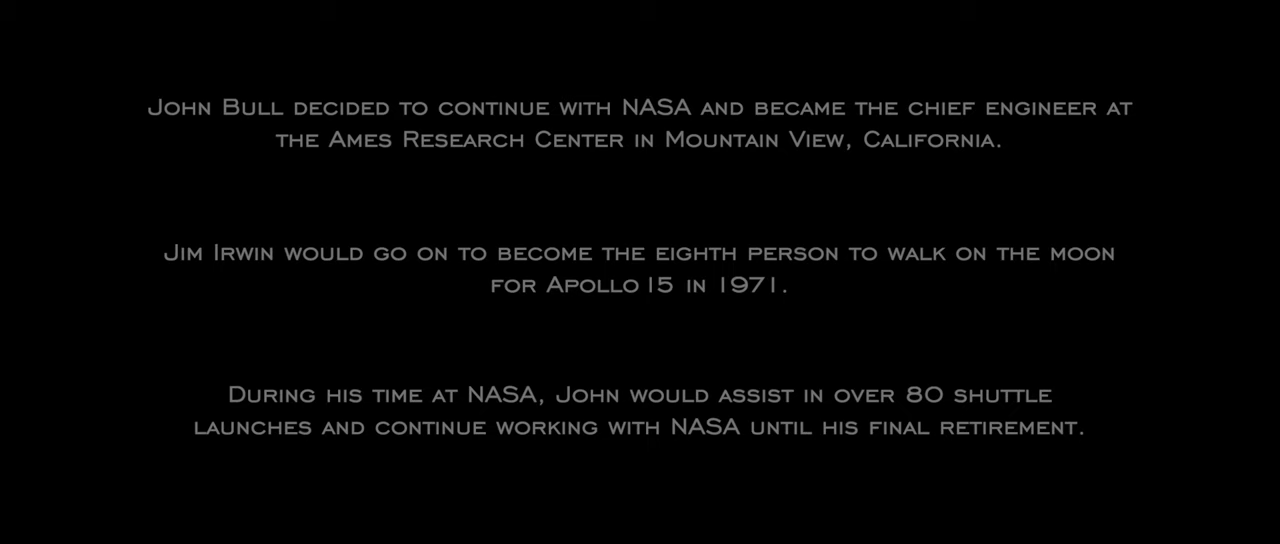 John Bull decided to continue with NASA and became the chief engineer at
the Ames Research Center in Mountain View, California.
Jim Irwin would go on to become the eighth person to walk on the moon
for Apollo 15 in 1971.
During his time at NASA, John would assist in over 80 shuttle
launches and continue working with NASA until his final retirement.